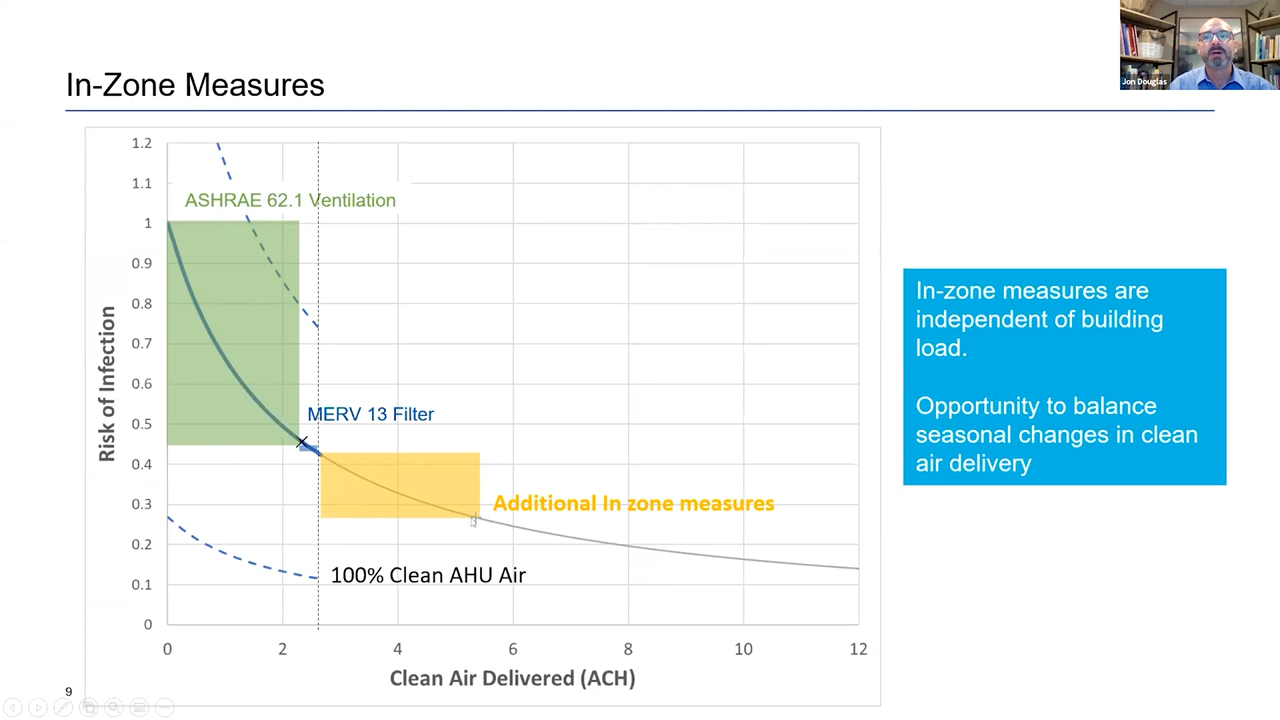 Jon Douglas
In-Zone Measures
1.2
1.1
1
0.9
0.8
0.7
0.6
0.5
0.4
0.3
0.2
0.1
0
Risk of Infection
ASHRAE 62.1 Ventilation
MERV 13 Filter
Additional In zone measures
100% Clean AHU Air
0 2 4 6 8 10 12
Clean Air Delivered (ACH)
In-zone measures are
independent of building
load.
Opportunity to balance
seasonal changes in clean
air delivery
9